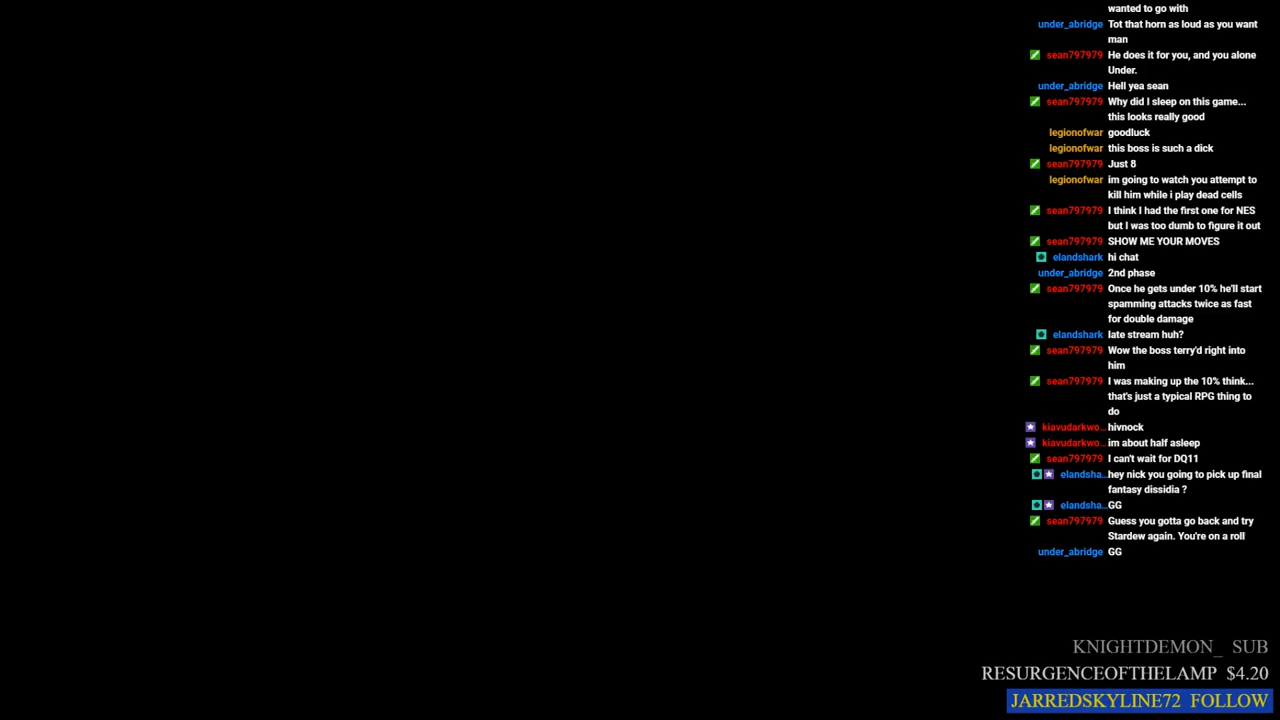 wanted to go with
under_abridge Tot that horn as loud as you want
man
sean797979 He does it for you, and you alone
Under.
under_abridge Hell yea sean
sean797979 Why did I sleep on this game...
this looks really good
legionofwar goodluck
legionofwar this boss is such a dick
sean797979 Just 8
legionofwar im going to watch you attempt to
kill him while i play dead cells
sean797979 I think I had the first one for NES
but I was too dumb to figure it out
sean797979 SHOW ME YOUR MOVES
elandshark hi chat
under_abridge 2nd phase
sean797979 Once he gets under 10% he'll start
spamming attacks twice as fast
for double damage
elandshark late stream huh?
sean797979 Wow the boss terry'd right into
him
sean797979 I was making up the 10% think...
that's just a typical RPG thing to
do
kiavudarkwo... hivnock
kiavudarkwo... im about half asleep
sean797979 I can't wait for DQ11
elandsha... hey nick you going to pick up final
fantasy dissidia ?
elandsha... GG
sean797979 Guess you gotta go back and try
Stardew again. You're on a roll
under_abridge GG
KNIGHTDEMON_ SUB
RESURGENCEOFTHELAMP $4.20
JARREDSKYLINE72 FOLLOW